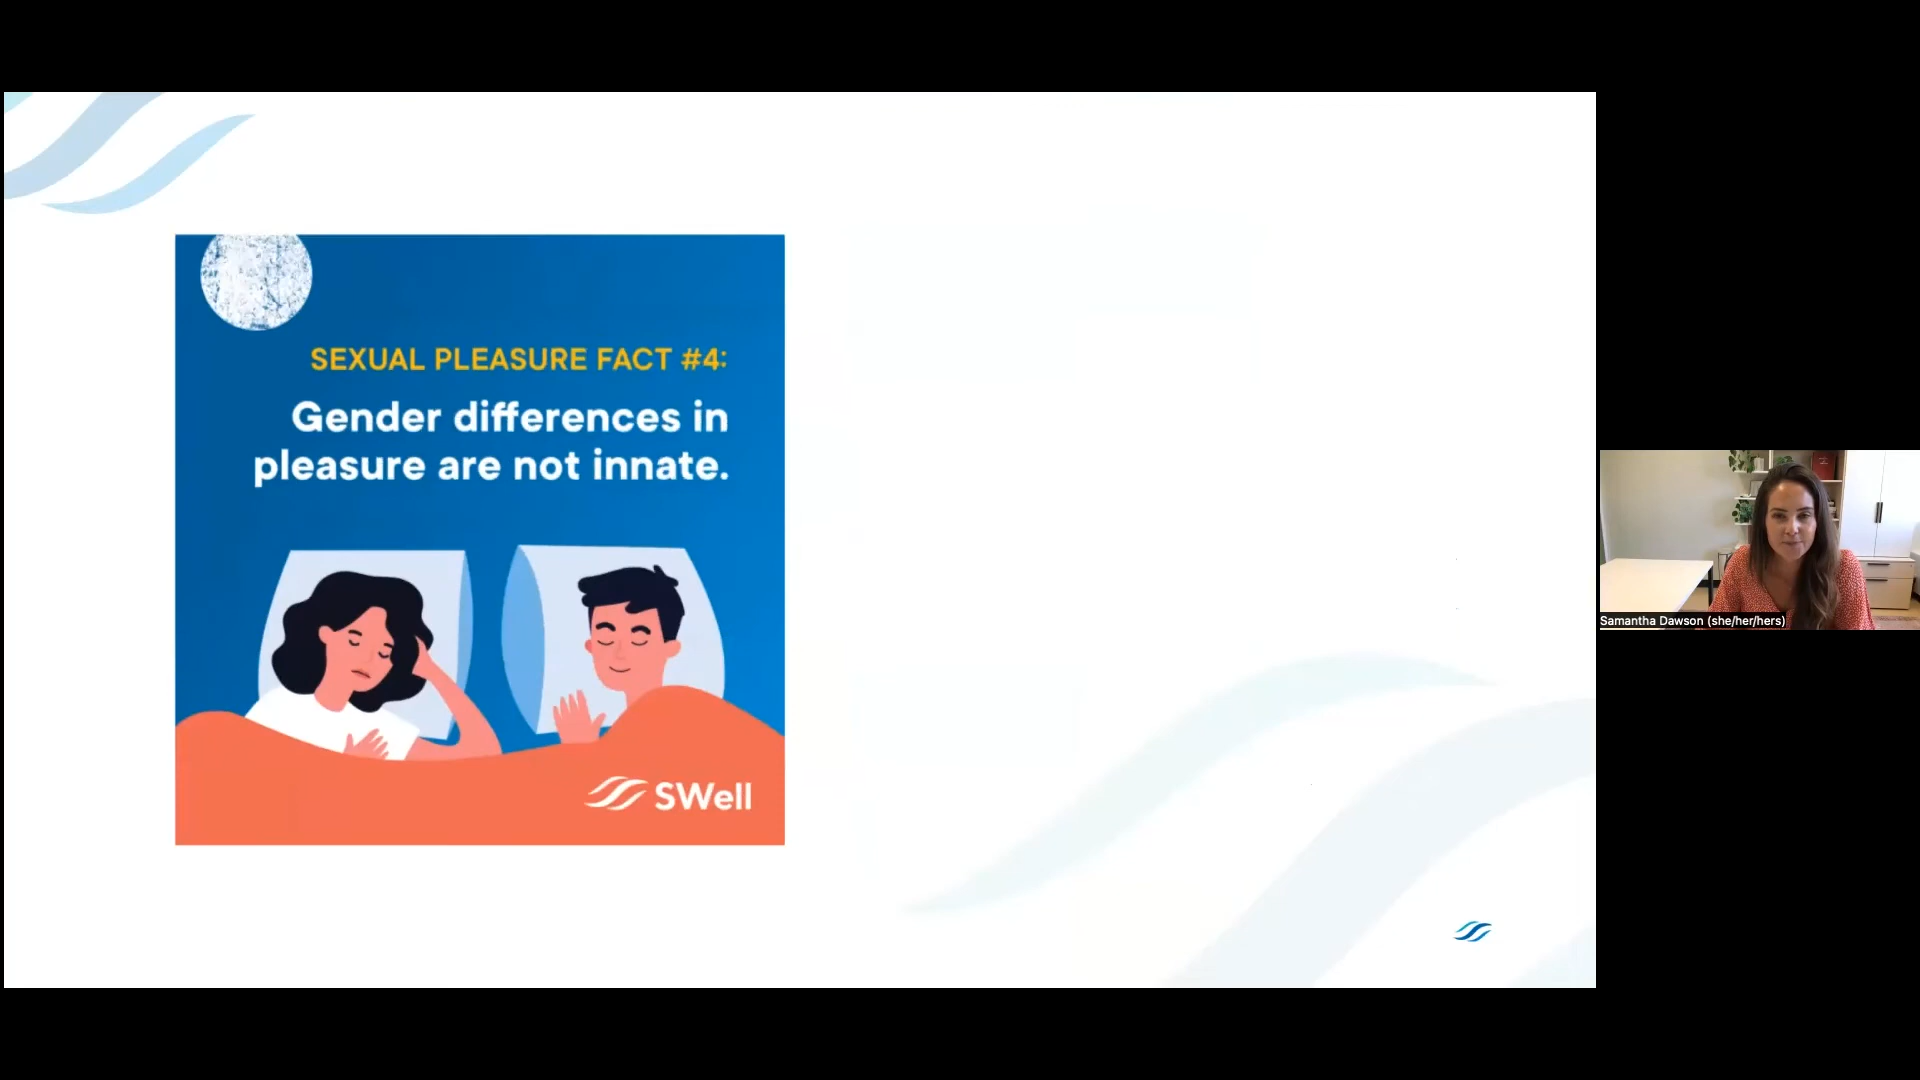 SEXUAL PLEASURE FACT #4:
Gender differences in
pleasure are not innate.
SWell
Samantha Dawson (she/her/hers)